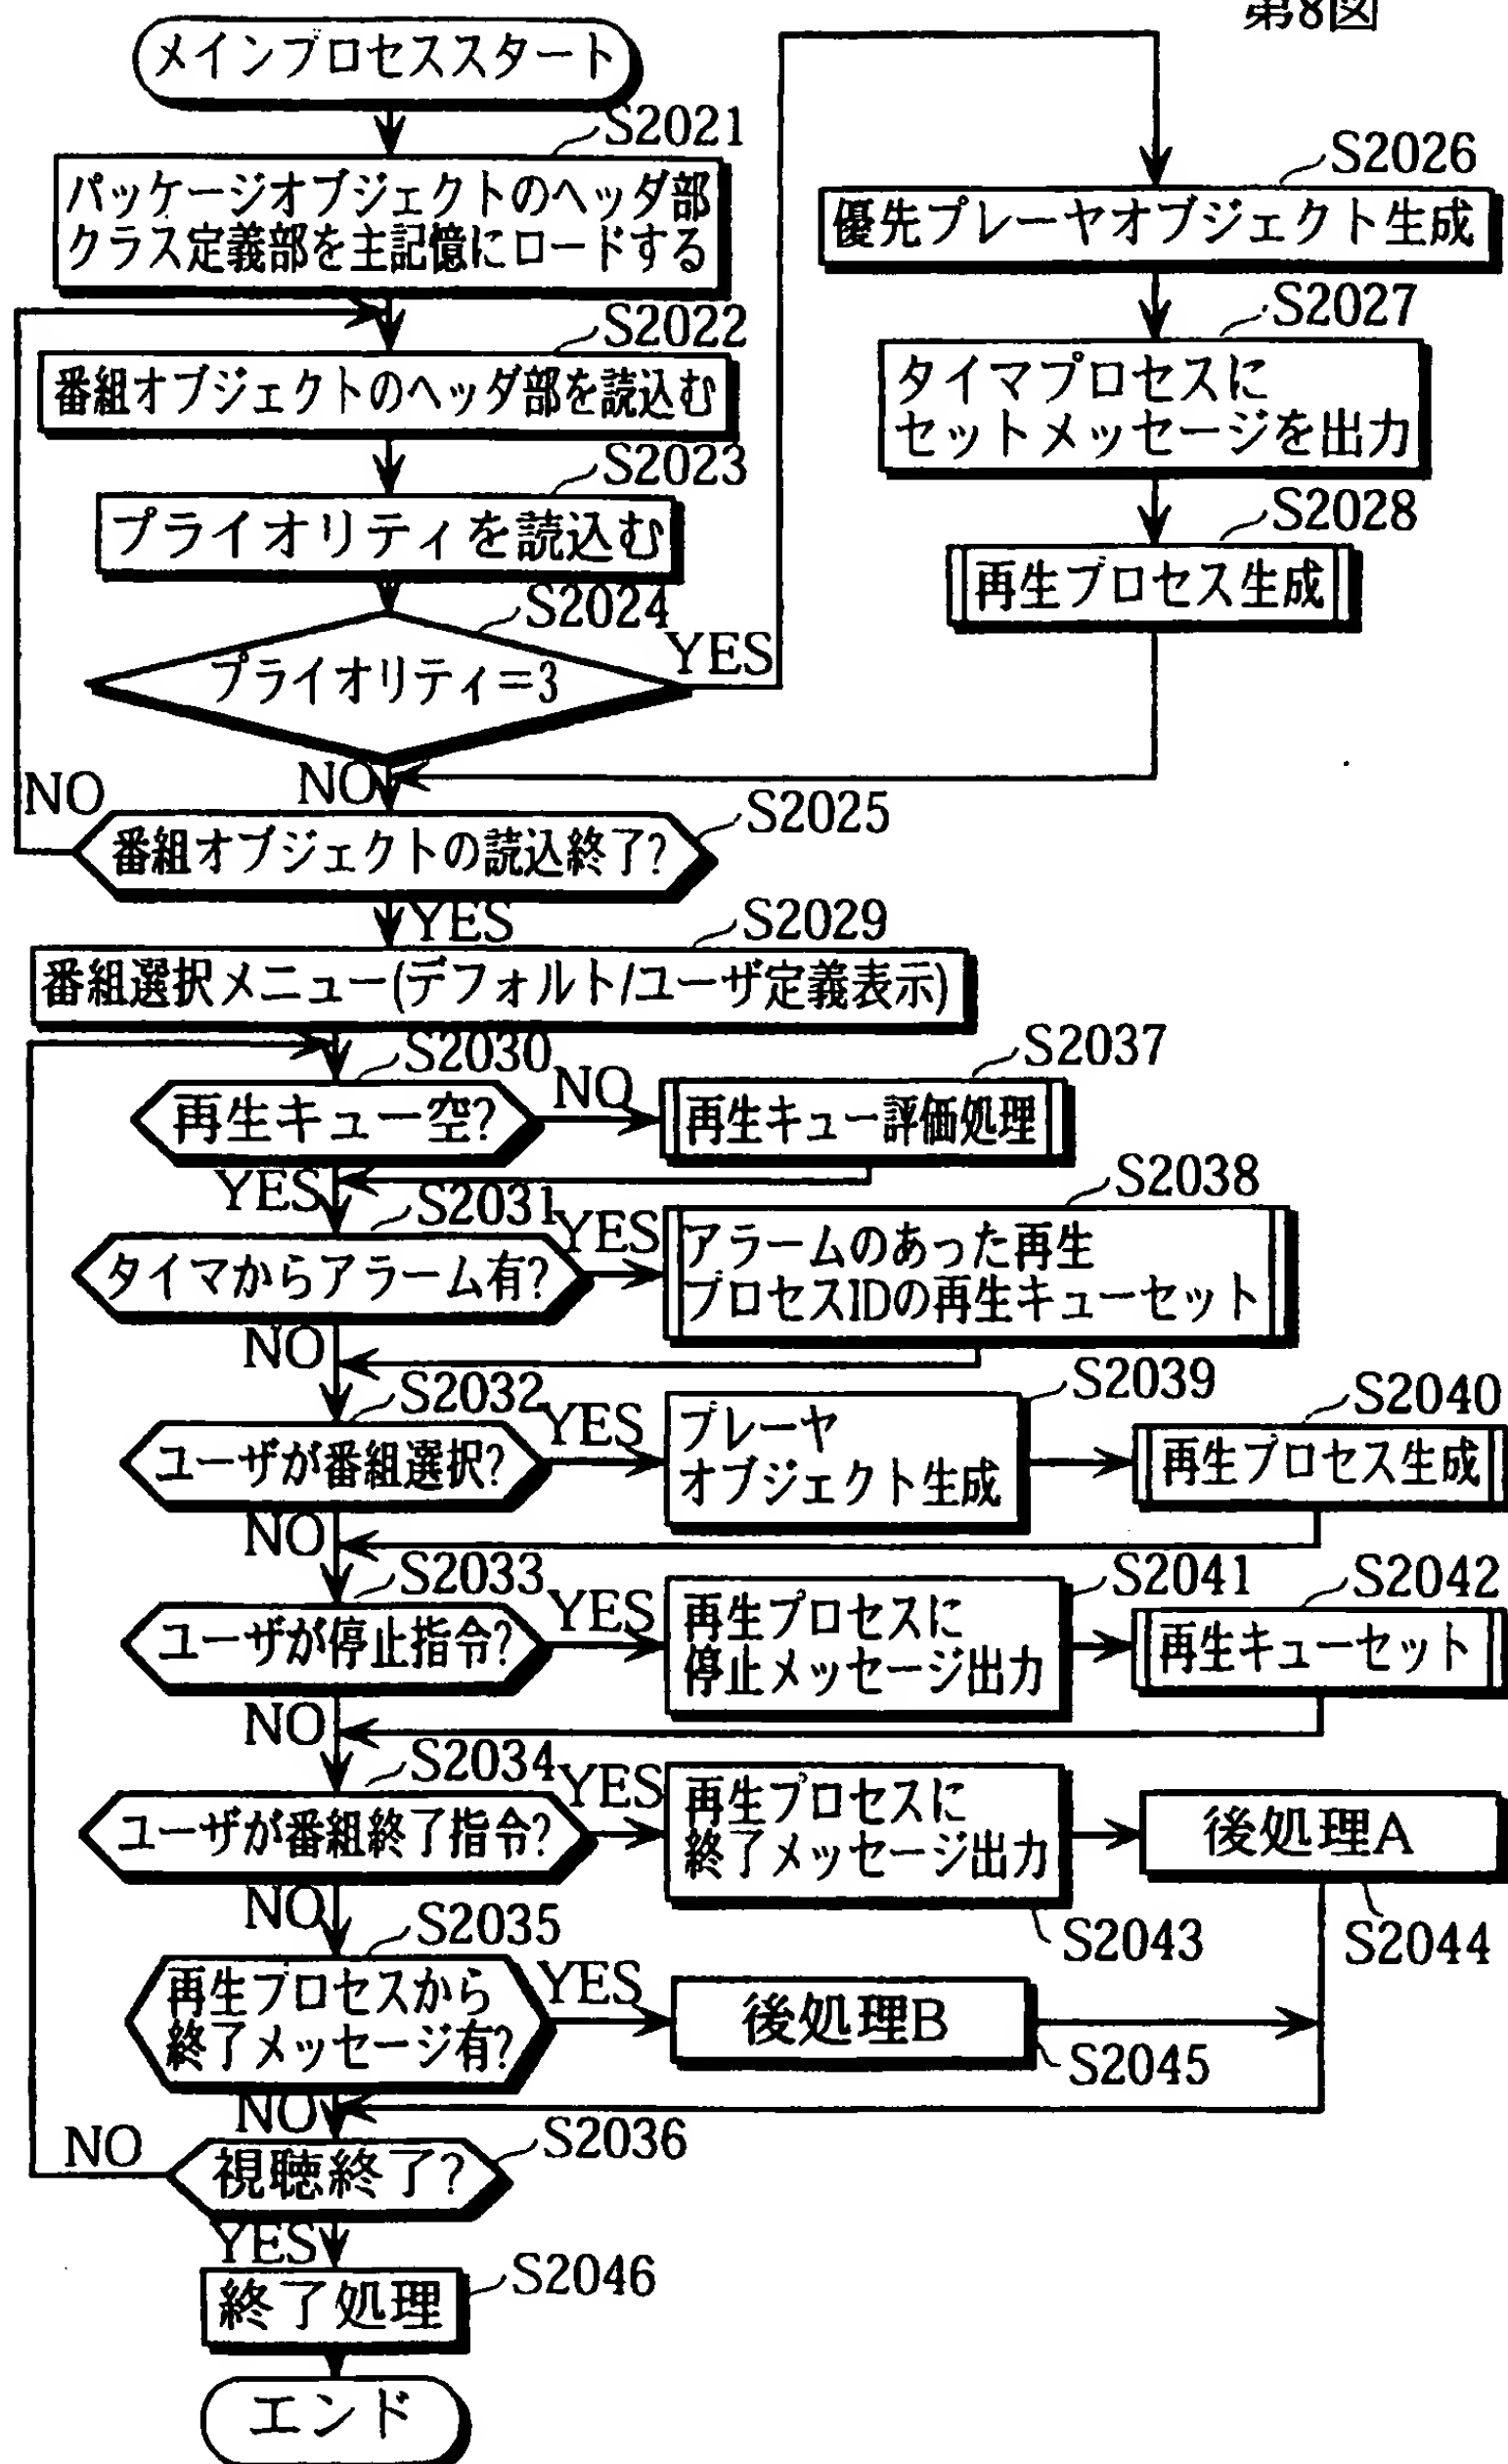 第8図
メインプロセススタート
S2021
パッケージオブジェクトのヘッダ部
クラス定義部を主記憶にロードする
S2022
番組オブジェクトのヘッダ部を読込む
S2023
プライオリティを読込む
S2024
プライオリティ=3
YES
NO
S2026
優先プレーヤオブジェクト生成
S2027
タイマプロセスに
セットメッセージを出力
S2028
再生プロセス生成
S2025
番組オブジェクトの読込終了?
NO
YES
S2029
番組選択メニュー(デフォルト/ユーザ定義表示)
S2030
再生キュー空?
NO
S2037
再生キュー評価処理
YES
S2031
タイマからアラーム有?
YES
S2038
アラームのあった再生
プロセスIDの再生キューセット
NO
S2032
ユーザが番組選択?
YES
S2039
プレーヤ
オブジェクト生成
S2040
再生プロセス生成
NO
S2033
ユーザが停止指令?
YES
S2041
再生プロセスに
停止メッセージ出力
S2042
再生キューセット
NO
S2034
ユーザが番組終了指令?
YES
再生プロセスに
終了メッセージ出力
S2043
後処理A
S2044
NO
S2035
再生プロセスから
終了メッセージ有?
YES
後処理B
S2045
NO
S2036
視聴終了?
NO
YES
S2046
終了処理
エンド